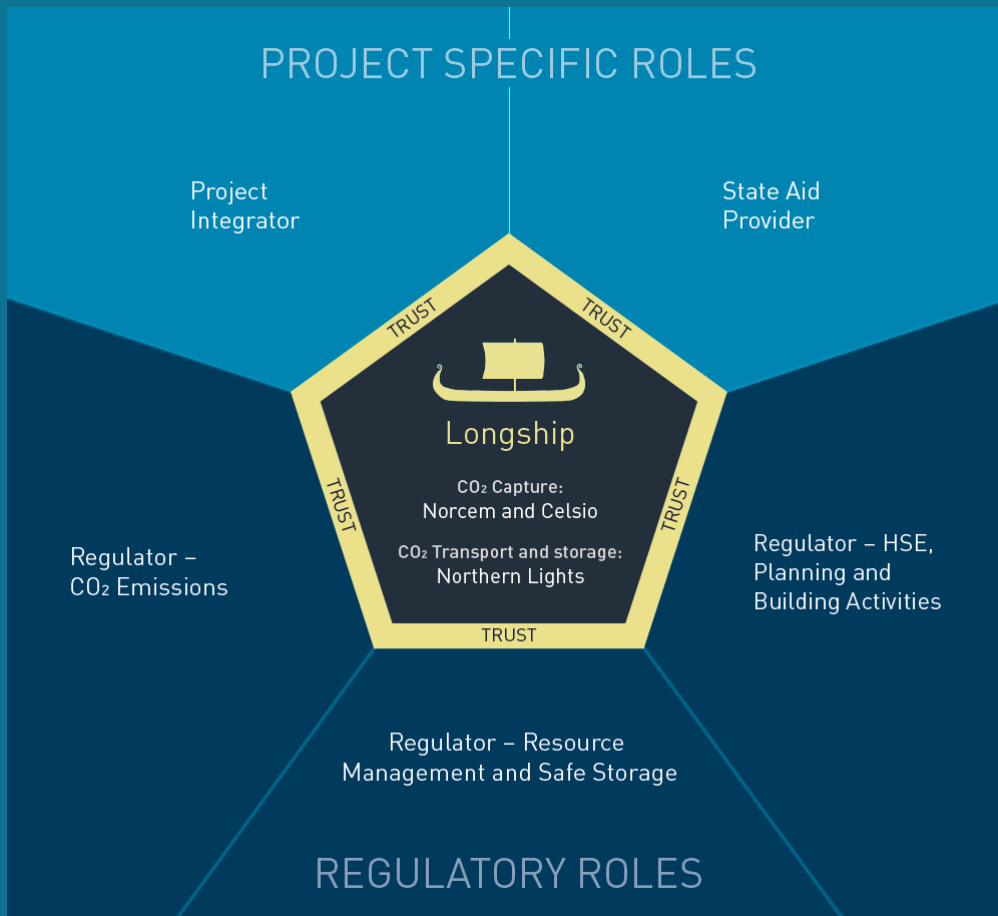 PROJECT SPECIFIC ROLES
Project
Integrator
State Aid
Provider
TRUST
TRUST
Longship
CO₂ Capture:
Norcem and Celsio
CO₂ Transport and storage:
Northern Lights
TRUST
TRUST
TRUST
Regulator –
CO₂ Emissions
Regulator – HSE,
Planning and
Building Activities
Regulator – Resource
Management and Safe Storage
REGULATORY ROLES